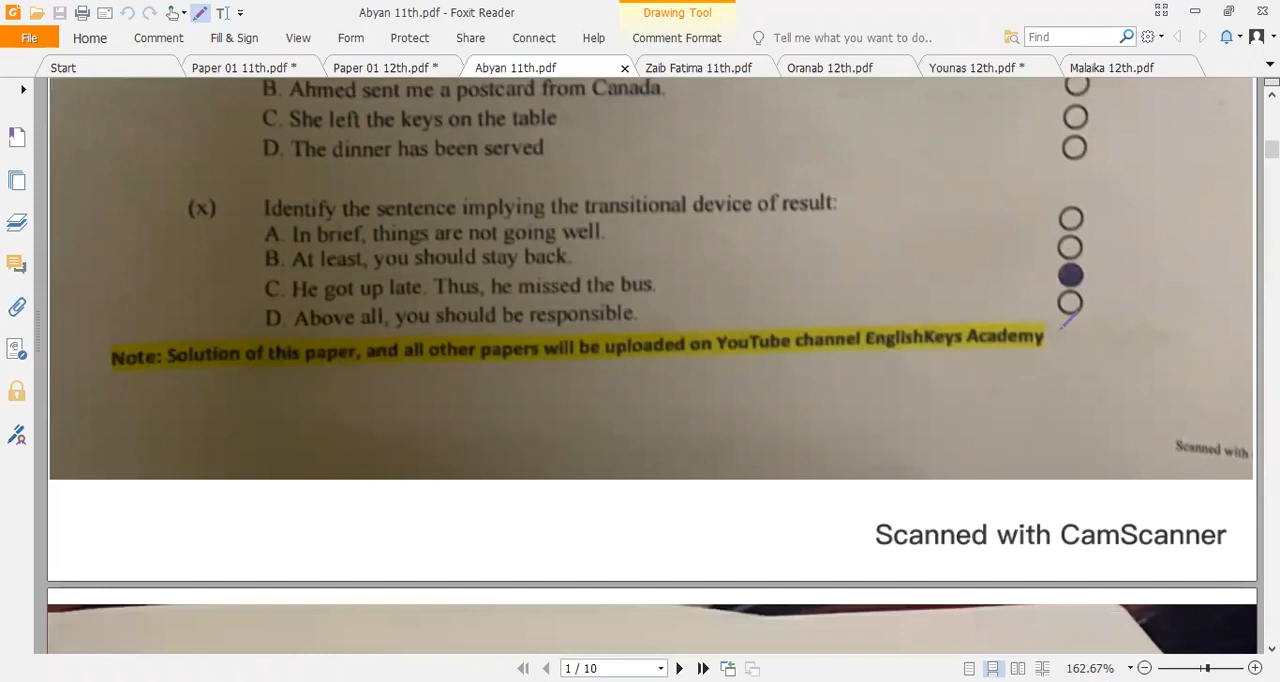 Abyan 11th.pdf - Foxit Reader
Drawing Tool
File Home Comment Fill & Sign View Form Protect Share Connect Help Comment Format Tell me what you want to do.. Find
Start Paper 01 11th.pdf * Paper 01 12th.pdf * Abyan 11th.pdf Zaib Fatima 11th.pdf Oranab 12th.pdf Younas 12th.pdf * Malaika 12th.pdf
B. Ahmed sent me a postcard from Canada.
C. She left the keys on the table
D. The dinner has been served
(x) Identify the sentence implying the transitional device of result:
A. In brief, things are not going well.
B. At least, you should stay back.
C. He got up late. Thus, he missed the bus.
D. Above all, you should be responsible.
Note: Solution of this paper, and all other papers will be uploaded on YouTube channel EnglishKeys Academy
Scanned with
Scanned with CamScanner
1 / 10
162.67%